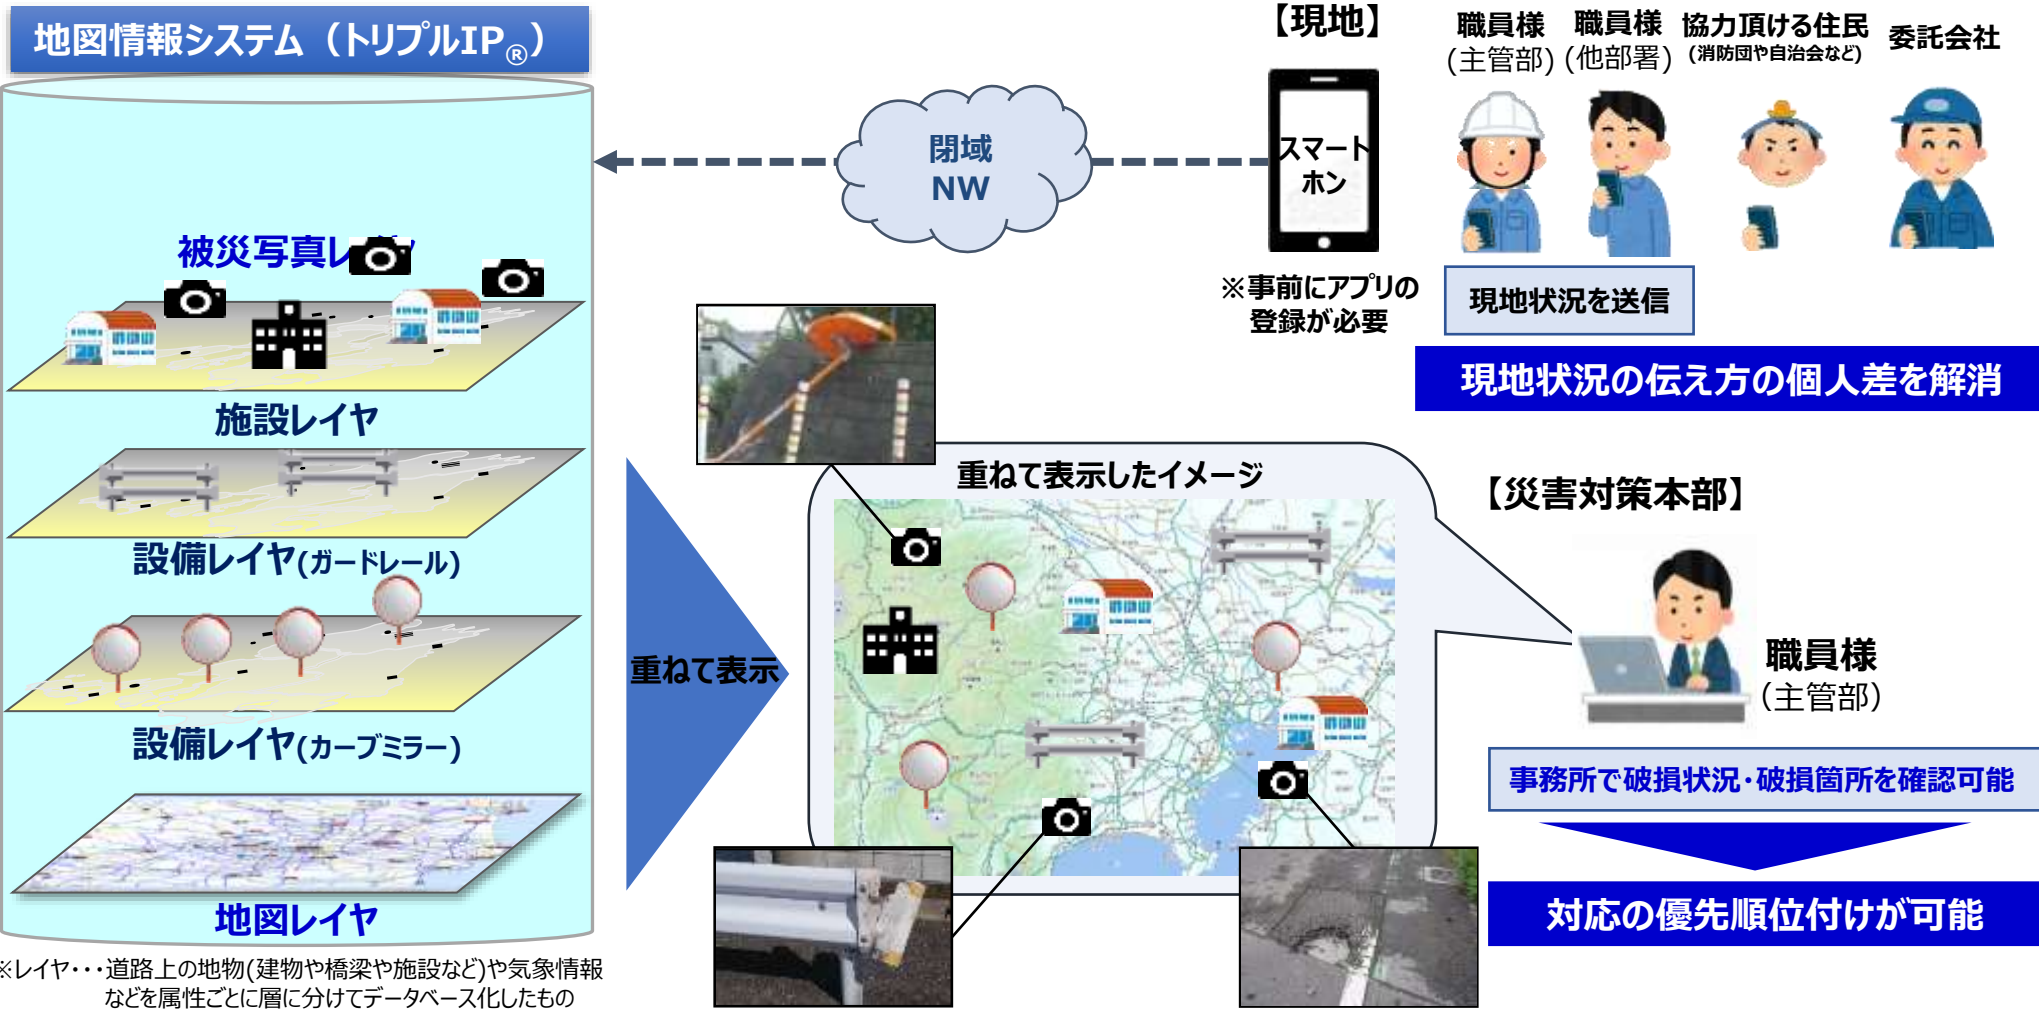 地図情報システム（トリプルIP®）
【現地】
職員様
(主管部)
職員様
(他部署)
協力頂ける住民
(消防団や自治会など)
委託会社
閉域
NW
スマート
ホン
※事前にアプリの
登録が必要
現地状況を送信
現地状況の伝え方の個人差を解消
被災写真レイヤ
施設レイヤ
設備レイヤ(ガードレール)
設備レイヤ(カーブミラー)
地図レイヤ
※レイヤ・・・道路上の地物(建物や橋梁や施設など)や気象情報
などを属性ごとに層に分けてデータベース化したもの
重ねて表示
重ねて表示したイメージ
【災害対策本部】
職員様
（主管部）
事務所で破損状況・破損箇所を確認可能
対応の優先順位付けが可能